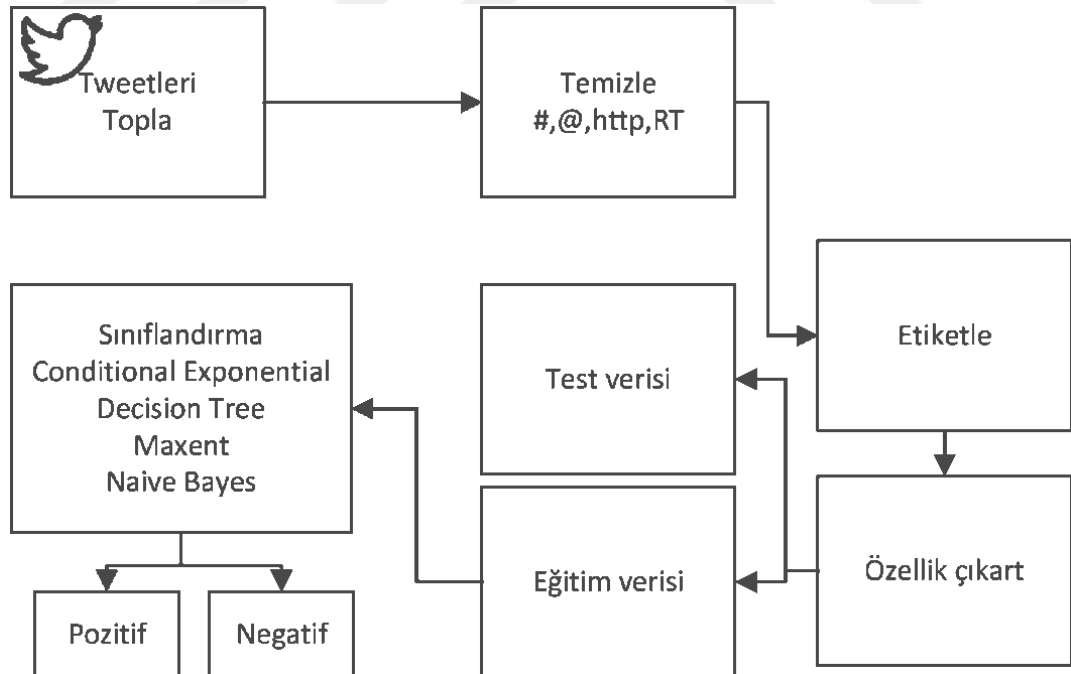 Tweetleri
Topla
Temizle
#,@,http,RT
Etiketle
Özellik çıkart
Test verisi
Eğitim verisi
Sınıflandırma
Conditional Exponential
Decision Tree
Maxent
Naive Bayes
Pozitif
Negatif